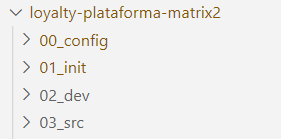 loyalty-plataforma-matrix2
00_config
01_init
02_dev
03_src